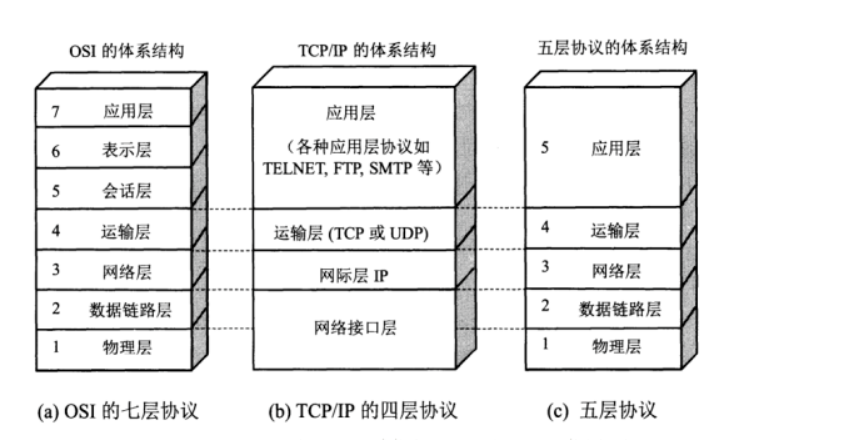 OSI 的体系结构
7 应用层
6 表示层
5 会话层
4 运输层
3 网络层
2 数据链路层
1 物理层
(a) OSI 的七层协议
TCP/IP 的体系结构
应用层
（各种应用层协议如
TELNET, FTP, SMTP 等）
运输层 (TCP 或 UDP)
网际层 IP
网络接口层
(b) TCP/IP 的四层协议
五层协议的体系结构
5 应用层
4 运输层
3 网络层
2 数据链路层
1 物理层
(c) 五层协议